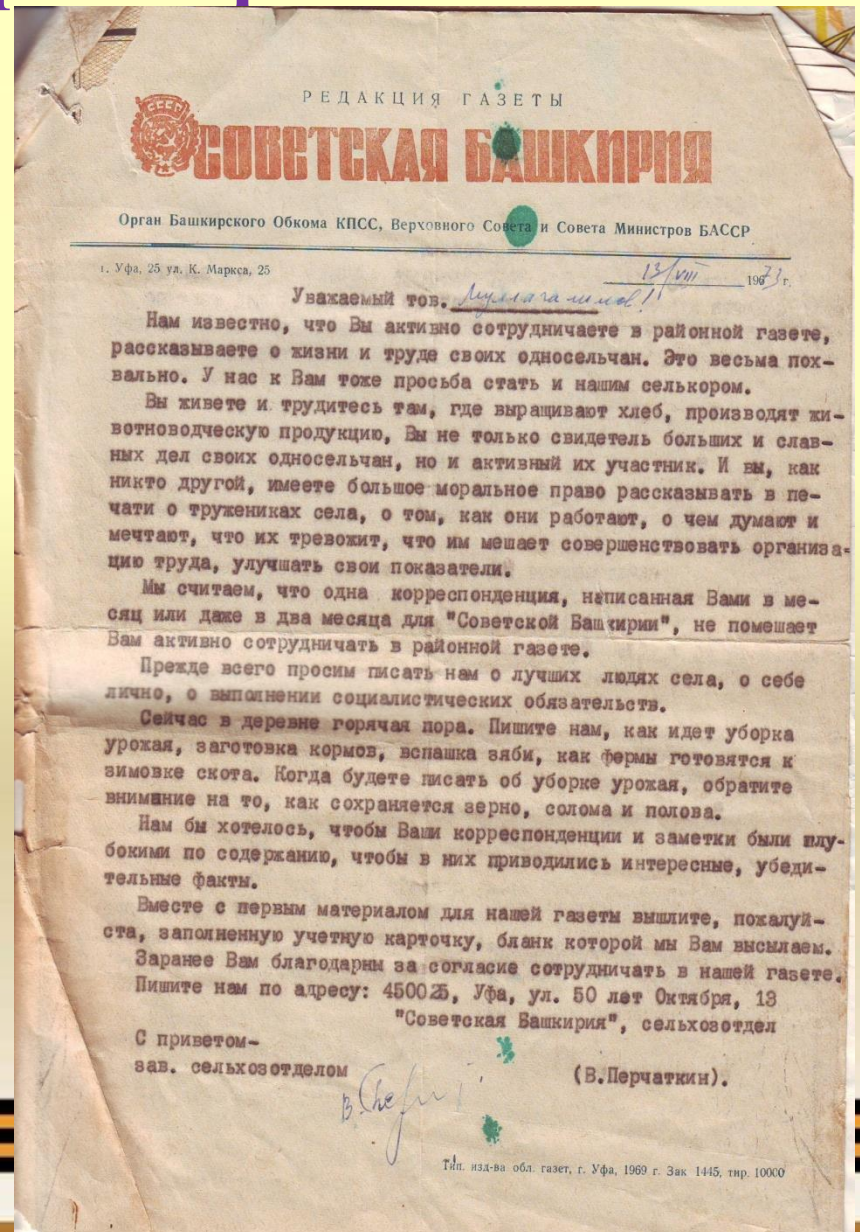 РЕДАКЦИЯ ГАЗЕТЫ
СССР
СОВЕТСКАЯ БАШКИРИЯ
Орган Башкирского Обкома КПСС, Верховного Совета и Совета Министров БАССР
г. Уфа, 25 ул. К. Маркса, 25
13/VIII 1973 г.
Уважаемый тов. Муллагалимов!
Нам известно, что Вы активно сотрудничаете в районной газете,
рассказываете о жизни и труде своих односельчан. Это весьма пох-
вально. У нас к Вам тоже просьба стать и нашим селькором.
Вы живете и трудитесь там, где выращивают хлеб, производят жи-
вотноводческую продукцию, Вы не только свидетель больших и слав-
ных дел своих односельчан, но и активный их участник. И вы, как
никто другой, имеете большое моральное право рассказывать в пе-
чати о тружениках села, о том, как они работают, о чем думают и
мечтают, что их тревожит, что им мешает совершенствовать организа-
цию труда, улучшать свои показатели.
Мы считаем, что одна корреспонденция, написанная Вами в ме-
сяц или даже в два месяца для "Советской Башкирии", не помешает
Вам активно сотрудничать в районной газете.
Прежде всего просим писать нам о лучших людях села, о себе
лично, о выполнении социалистических обязательств.
Сейчас в деревне горячая пора. Пишите нам, как идет уборка
урожая, заготовка кормов, вспашка зяби, как фермы готовятся к
зимовке скота. Когда будете писать об уборке урожая, обратите
внимание на то, как сохраняется зерно, солома и полова.
Нам бы хотелось, чтобы Ваши корреспонденции и заметки были глу-
бокими по содержанию, чтобы в них приводились интересные, убеди-
тельные факты.
Вместе с первым материалом для нашей газеты вышлите, пожалуй-
ста, заполненную учетную карточку, бланк которой мы Вам высылаем.
Заранее Вам благодарны за согласие сотрудничать в нашей газете.
Пишите нам по адресу: 450025, Уфа, ул. 50 лет Октября, 13
"Советская Башкирия", сельхозотдел
С приветом-
зав. сельхозотделом (В.Перчаткин).
Тип. изд-ва обл. газет, г. Уфа, 1969 г. Зак 1445, тир. 10000